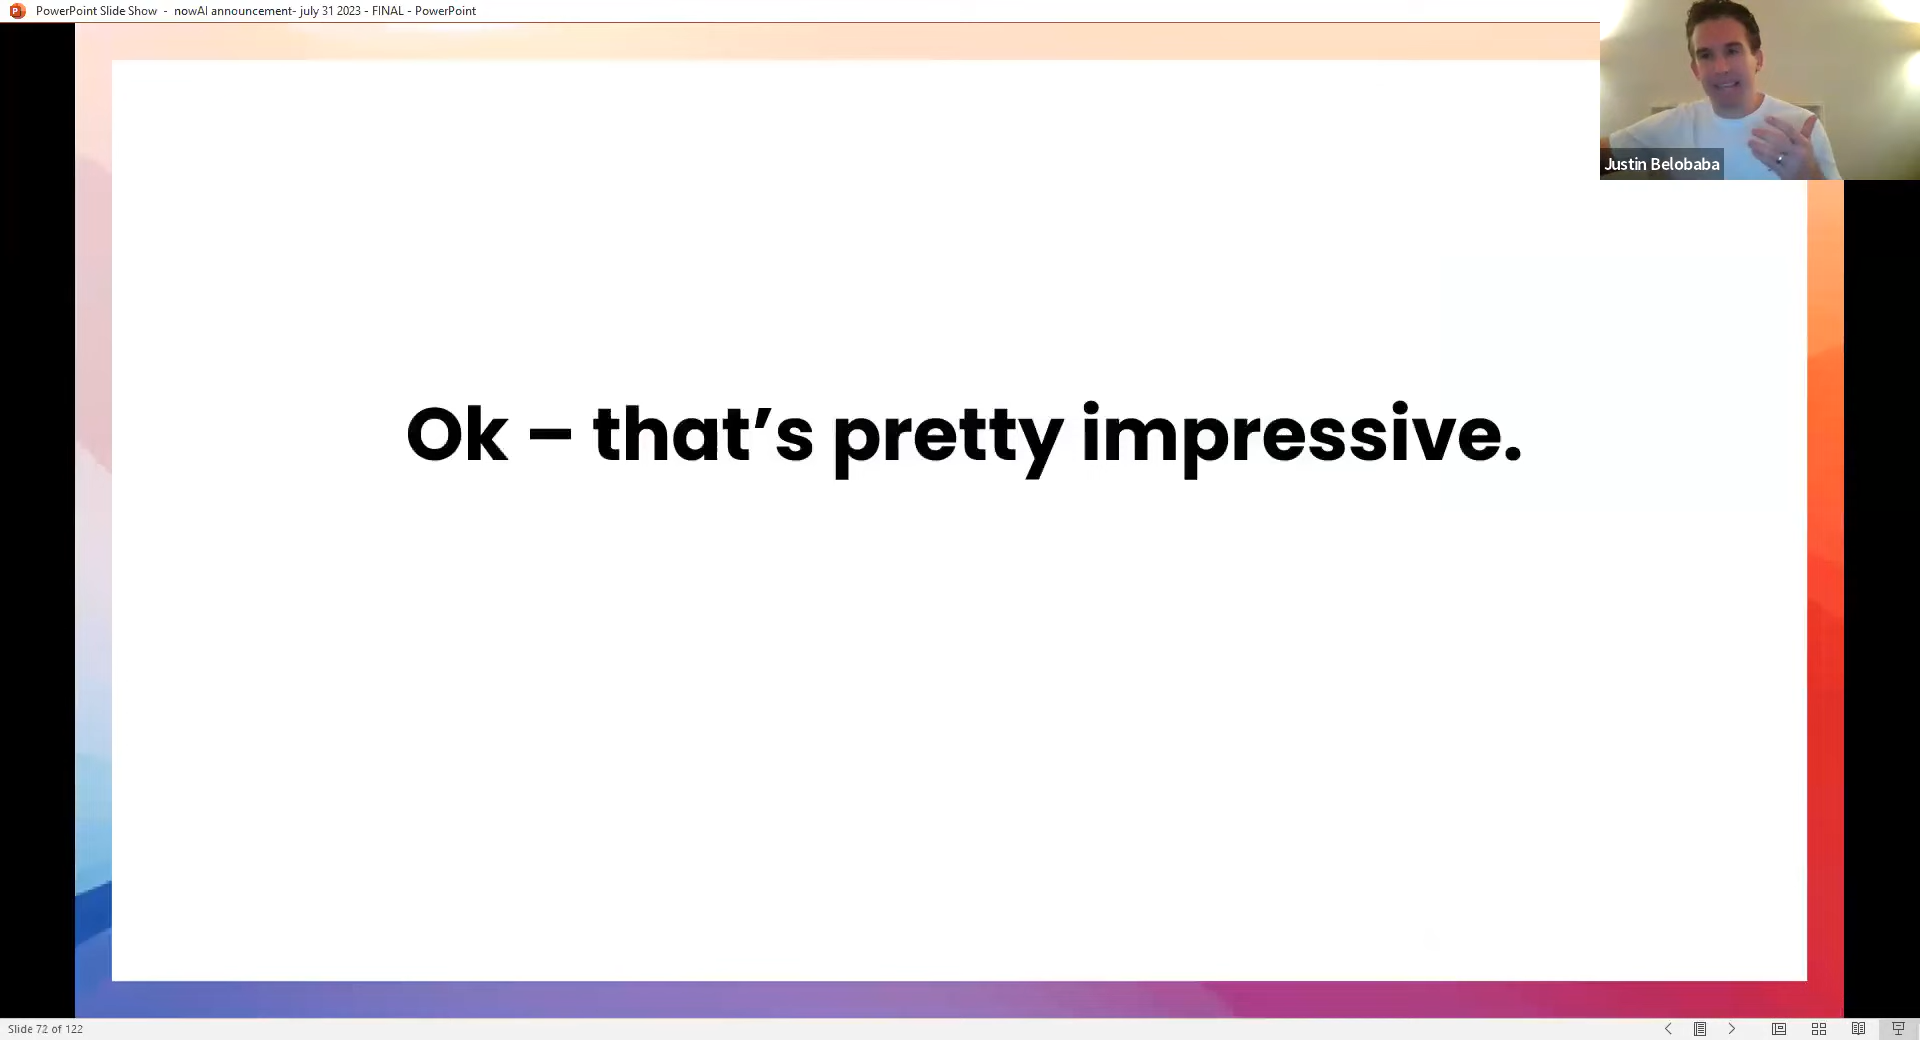 PowerPoint Slide Show - nowAI announcement- july 31 2023 - FINAL - PowerPoint
Justin Belobaba
Ok – that’s pretty impressive.
Slide 72 of 122